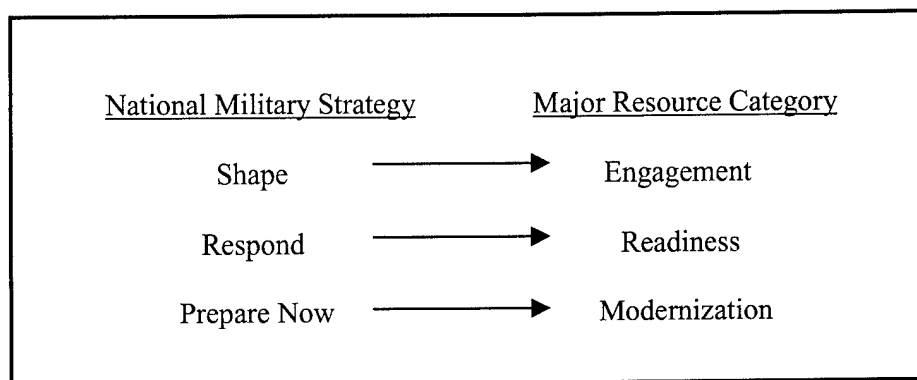 National Military Strategy Major Resource Category
Shape Engagement
Respond Readiness
Prepare Now Modernization